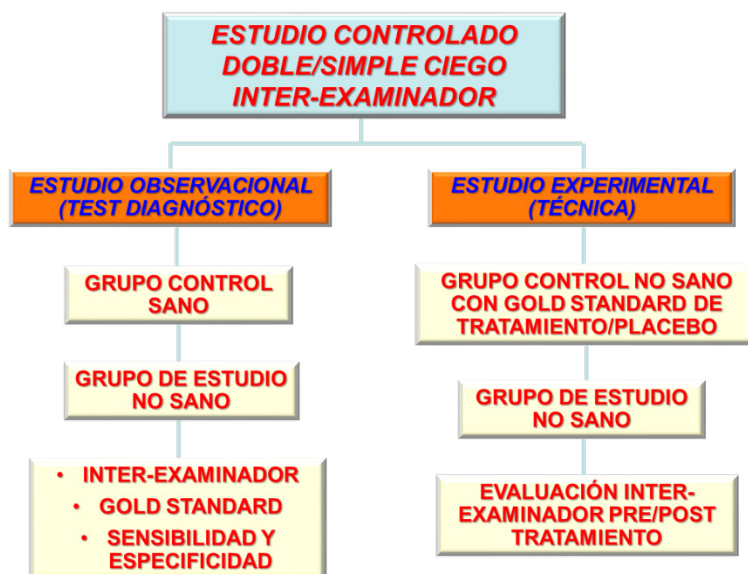 ESTUDIO CONTROLADO
DOBLE/SIMPLE CIEGO
INTER-EXAMINADOR
ESTUDIO OBSERVACIONAL
(TEST DIAGNÓSTICO)
GRUPO CONTROL
SANO
GRUPO DE ESTUDIO
NO SANO
• INTER-EXAMINADOR
• GOLD STANDARD
• SENSIBILIDAD Y
ESPECIFICIDAD
ESTUDIO EXPERIMENTAL
(TÉCNICA)
GRUPO CONTROL NO SANO
CON GOLD STANDARD DE
TRATAMIENTO/PLACEBO
GRUPO DE ESTUDIO
NO SANO
EVALUACIÓN INTER-
EXAMINADOR PRE/POST
TRATAMIENTO